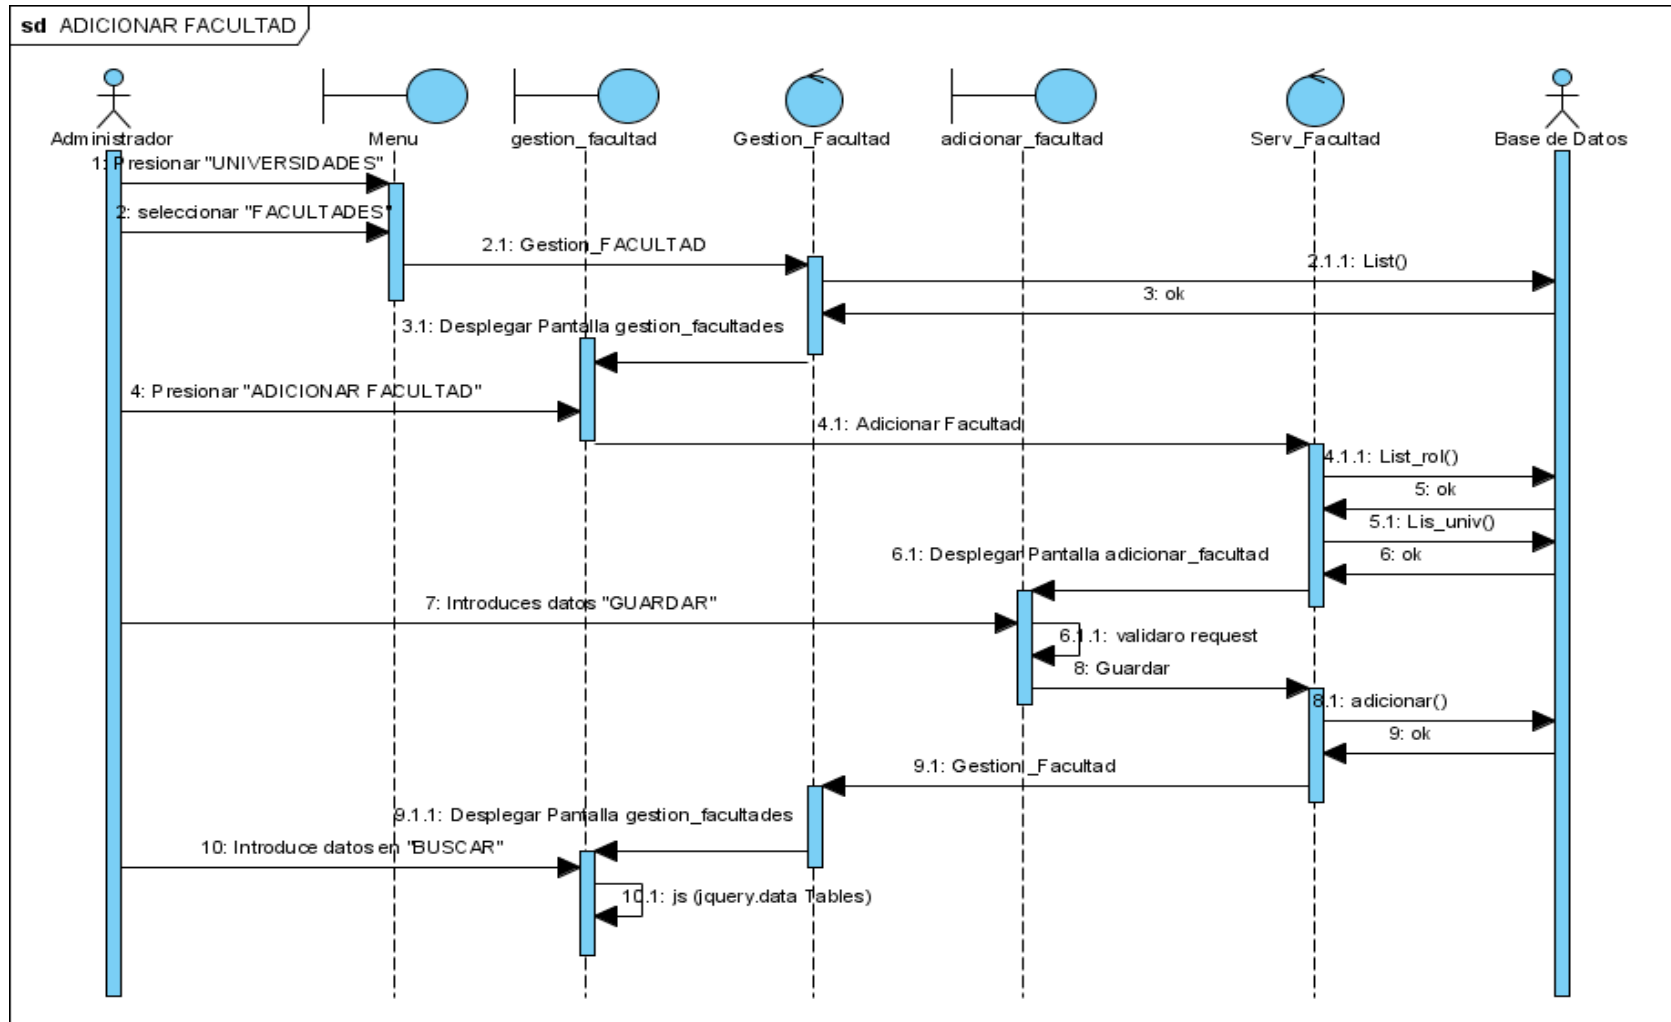 sd ADICIONAR FACULTAD
Administrador
Menu
gestion_facultad
Gestion_Facultad
adicionar_facultad
Serv_Facultad
Base de Datos
1: Presionar "UNIVERSIDADES"
2: seleccionar "FACULTADES"
2.1: Gestion_FACULTAD
2.1.1: List()
3: ok
3.1: Desplegar Pantalla gestion_facultades
4: Presionar "ADICIONAR FACULTAD"
4.1: Adicionar Facultad
4.1.1: List_rol()
5: ok
5.1: Lis_univ()
6: ok
6.1: Desplegar Pantalla adicionar_facultad
7: Introduces datos "GUARDAR"
6.1.1: validaro request
8: Guardar
8.1: adicionar()
9: ok
9.1: Gestion_Facultad
9.1.1: Desplegar Pantalla gestion_facultades
10: Introduce datos en "BUSCAR"
10.1: js (jquery.data Tables)